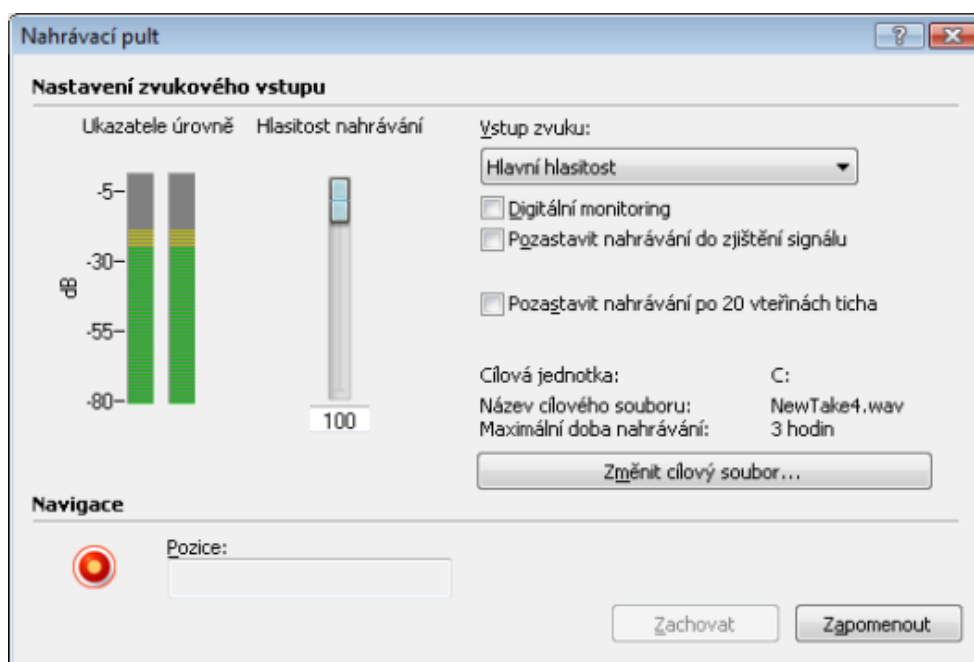 Nahrávací pult
Nastavení zvukového vstupu
Ukazatele úrovně
Hlasitost nahrávání
-5
-30
dB
-55
-80
100
Vstup zvuku:
Hlavní hlasitost
Digitální monitoring
Pozastavit nahrávání do zjištění signálu
Pozastavit nahrávání po 20 vteřinách ticha
Cílová jednotka: C:
Název cílového souboru: NewTake4.wav
Maximální doba nahrávání: 3 hodin
Změnit cílový soubor...
Navigace
Pozice:
Zachovat
Zapomenout